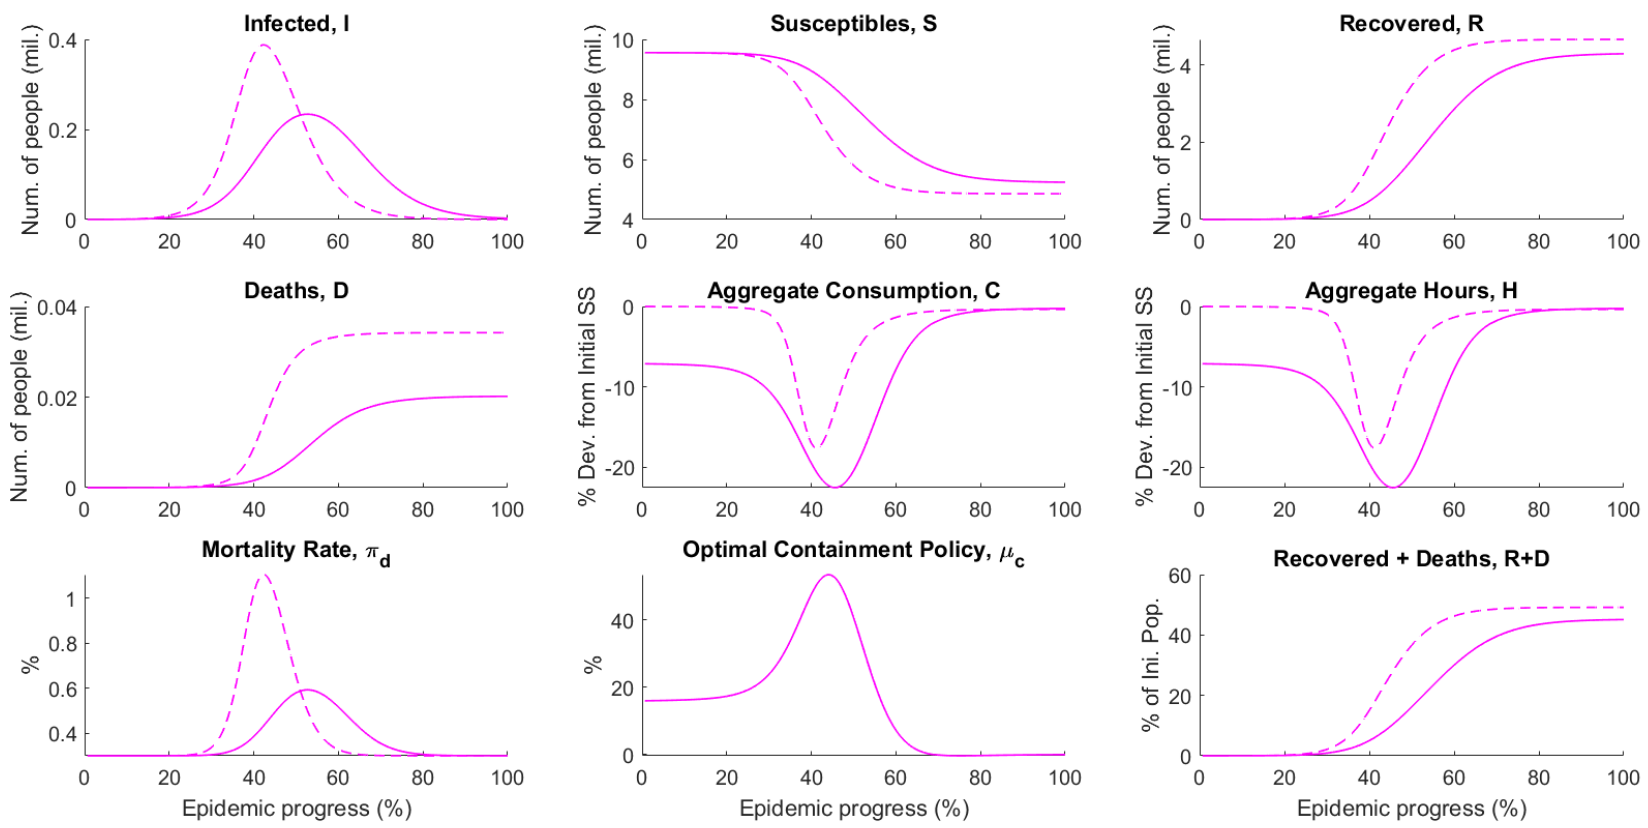 Infected, I
Num. of people (mil.)
0.4
0.2
0
0 20 40 60 80 100
Susceptibles, S
Num. of people (mil.)
10
8
6
4
0 20 40 60 80 100
Recovered, R
Num. of people (mil.)
4
2
0
0 20 40 60 80 100
Deaths, D
Num. of people (mil.)
0.04
0.02
0
0 20 40 60 80 100
Aggregate Consumption, C
% Dev. from Initial SS
0
-10
-20
0 20 40 60 80 100
Aggregate Hours, H
% Dev. from Initial SS
0
-10
-20
0 20 40 60 80 100
Mortality Rate, π_d
%
1
0.8
0.6
0.4
0 20 40 60 80 100
Epidemic progress (%)
Optimal Containment Policy, μ_c
%
40
20
0
0 20 40 60 80 100
Epidemic progress (%)
Recovered + Deaths, R+D
% of Ini. Pop.
60
40
20
0
0 20 40 60 80 100
Epidemic progress (%)